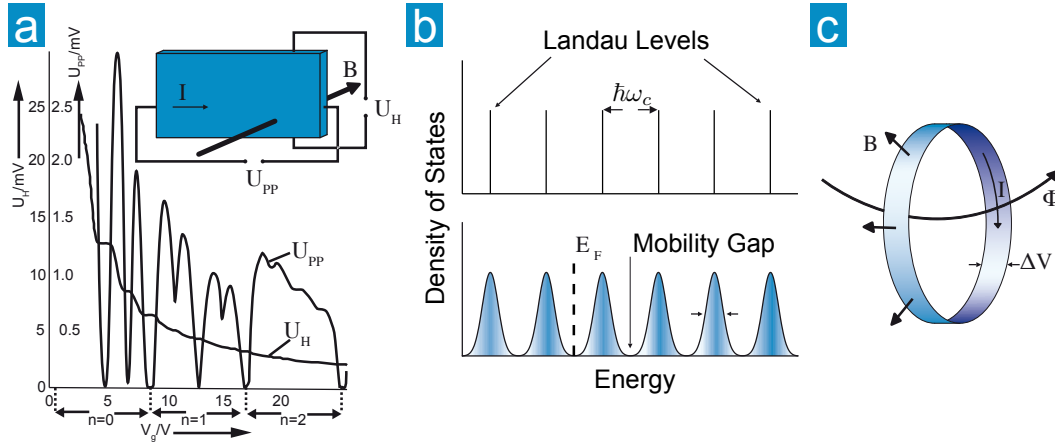 a
U_H/mV
U_PP/mV
25
20
15
10
5
0
2.5
2.0
1.5
1.0
0.5
I
B
U_H
U_PP
U_PP
U_H
0
5
10
15
20
n=0
n=1
n=2
V_g/V
b
Landau Levels
ħω_c
Density of States
E_F
Mobility Gap
Energy
c
B
I
Φ
ΔV